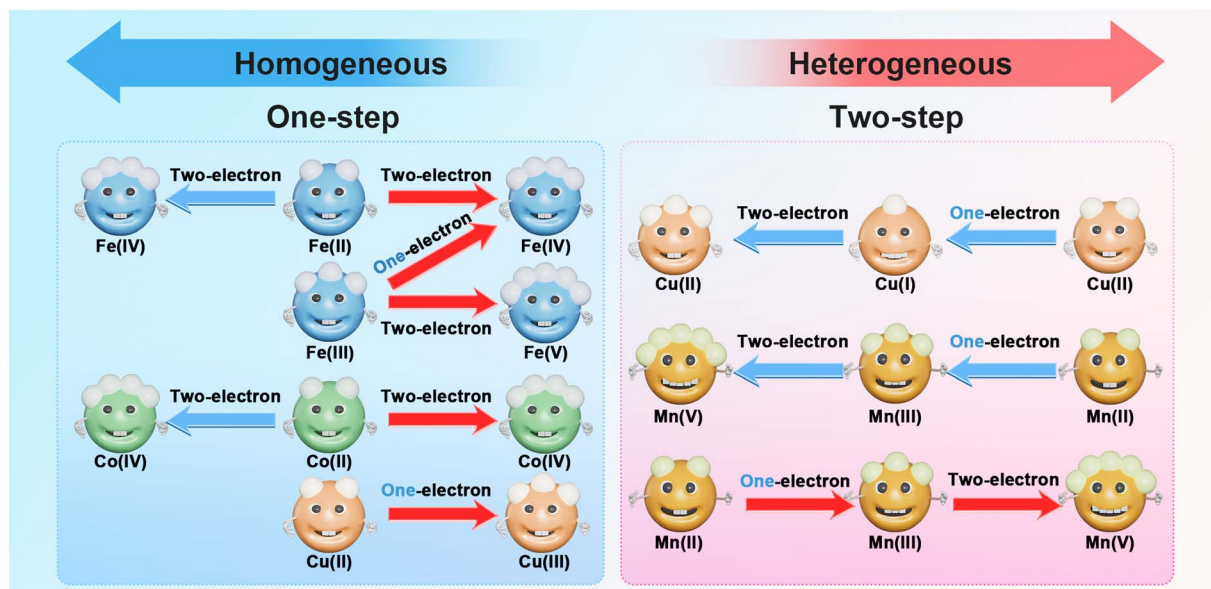 Homogeneous
Heterogeneous
One-step
Two-step
Two-electron
Two-electron
Fe(IV)
Fe(II)
Fe(IV)
One-electron
Two-electron
Fe(III)
Fe(V)
Two-electron
Two-electron
Co(IV)
Co(II)
Co(IV)
One-electron
Cu(II)
Cu(III)
Two-electron
One-electron
Cu(II)
Cu(I)
Cu(II)
Two-electron
One-electron
Mn(V)
Mn(III)
Mn(II)
One-electron
Two-electron
Mn(II)
Mn(III)
Mn(V)